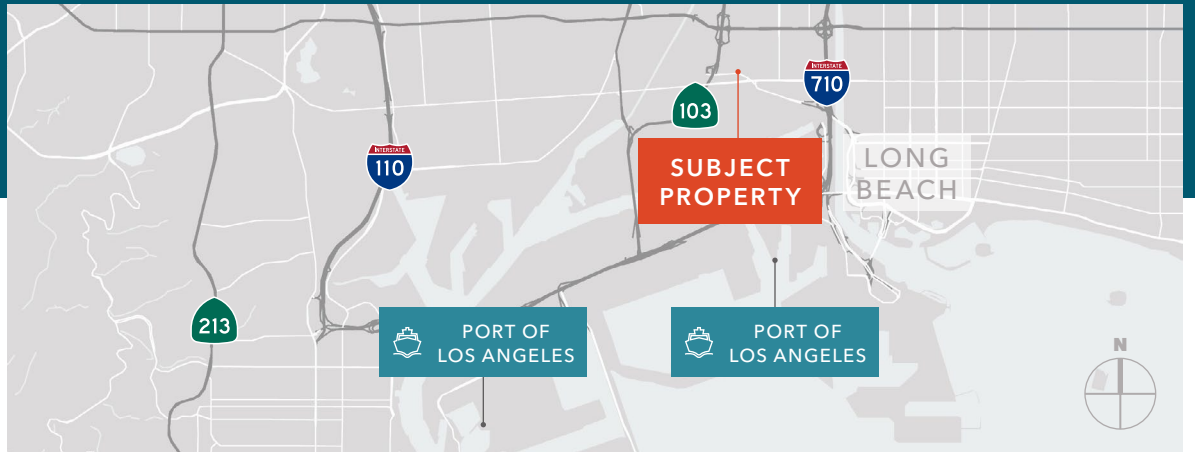 INTERSTATE
710
103
SUBJECT
PROPERTY
LONG
BEACH
INTERSTATE
110
213
PORT OF
LOS ANGELES
PORT OF
LOS ANGELES
N